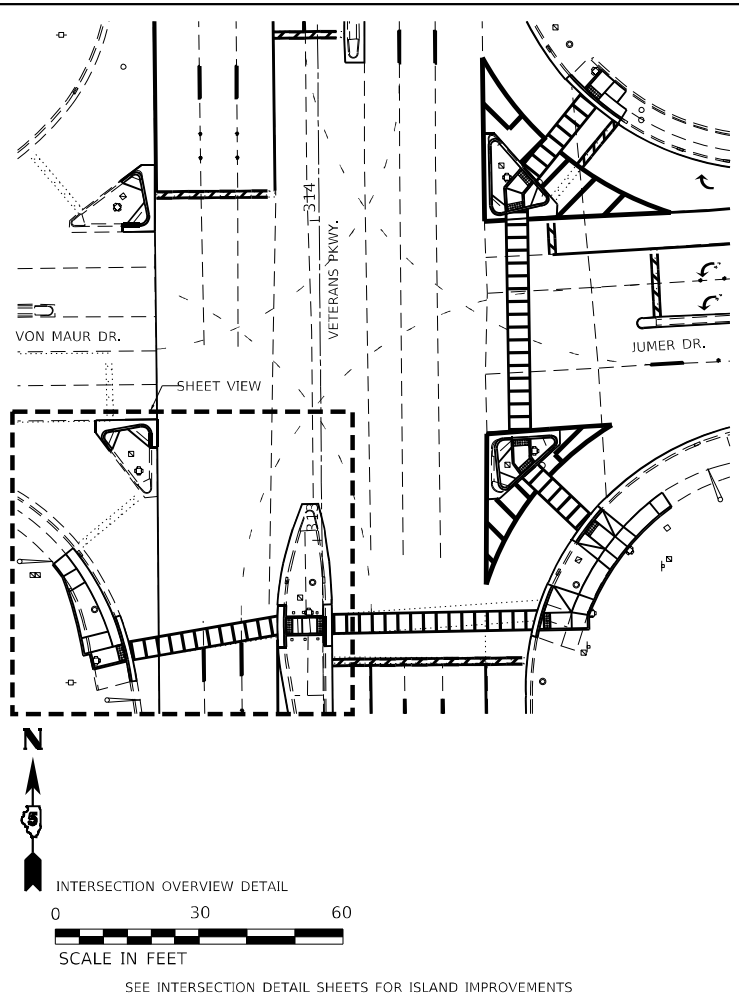 314
VETERANS PKWY.
VON MAUR DR.
JUMER DR.
SHEET VIEW
N
5
INTERSECTION OVERVIEW DETAIL
0 30 60
SCALE IN FEET
SEE INTERSECTION DETAIL SHEETS FOR ISLAND IMPROVEMENTS